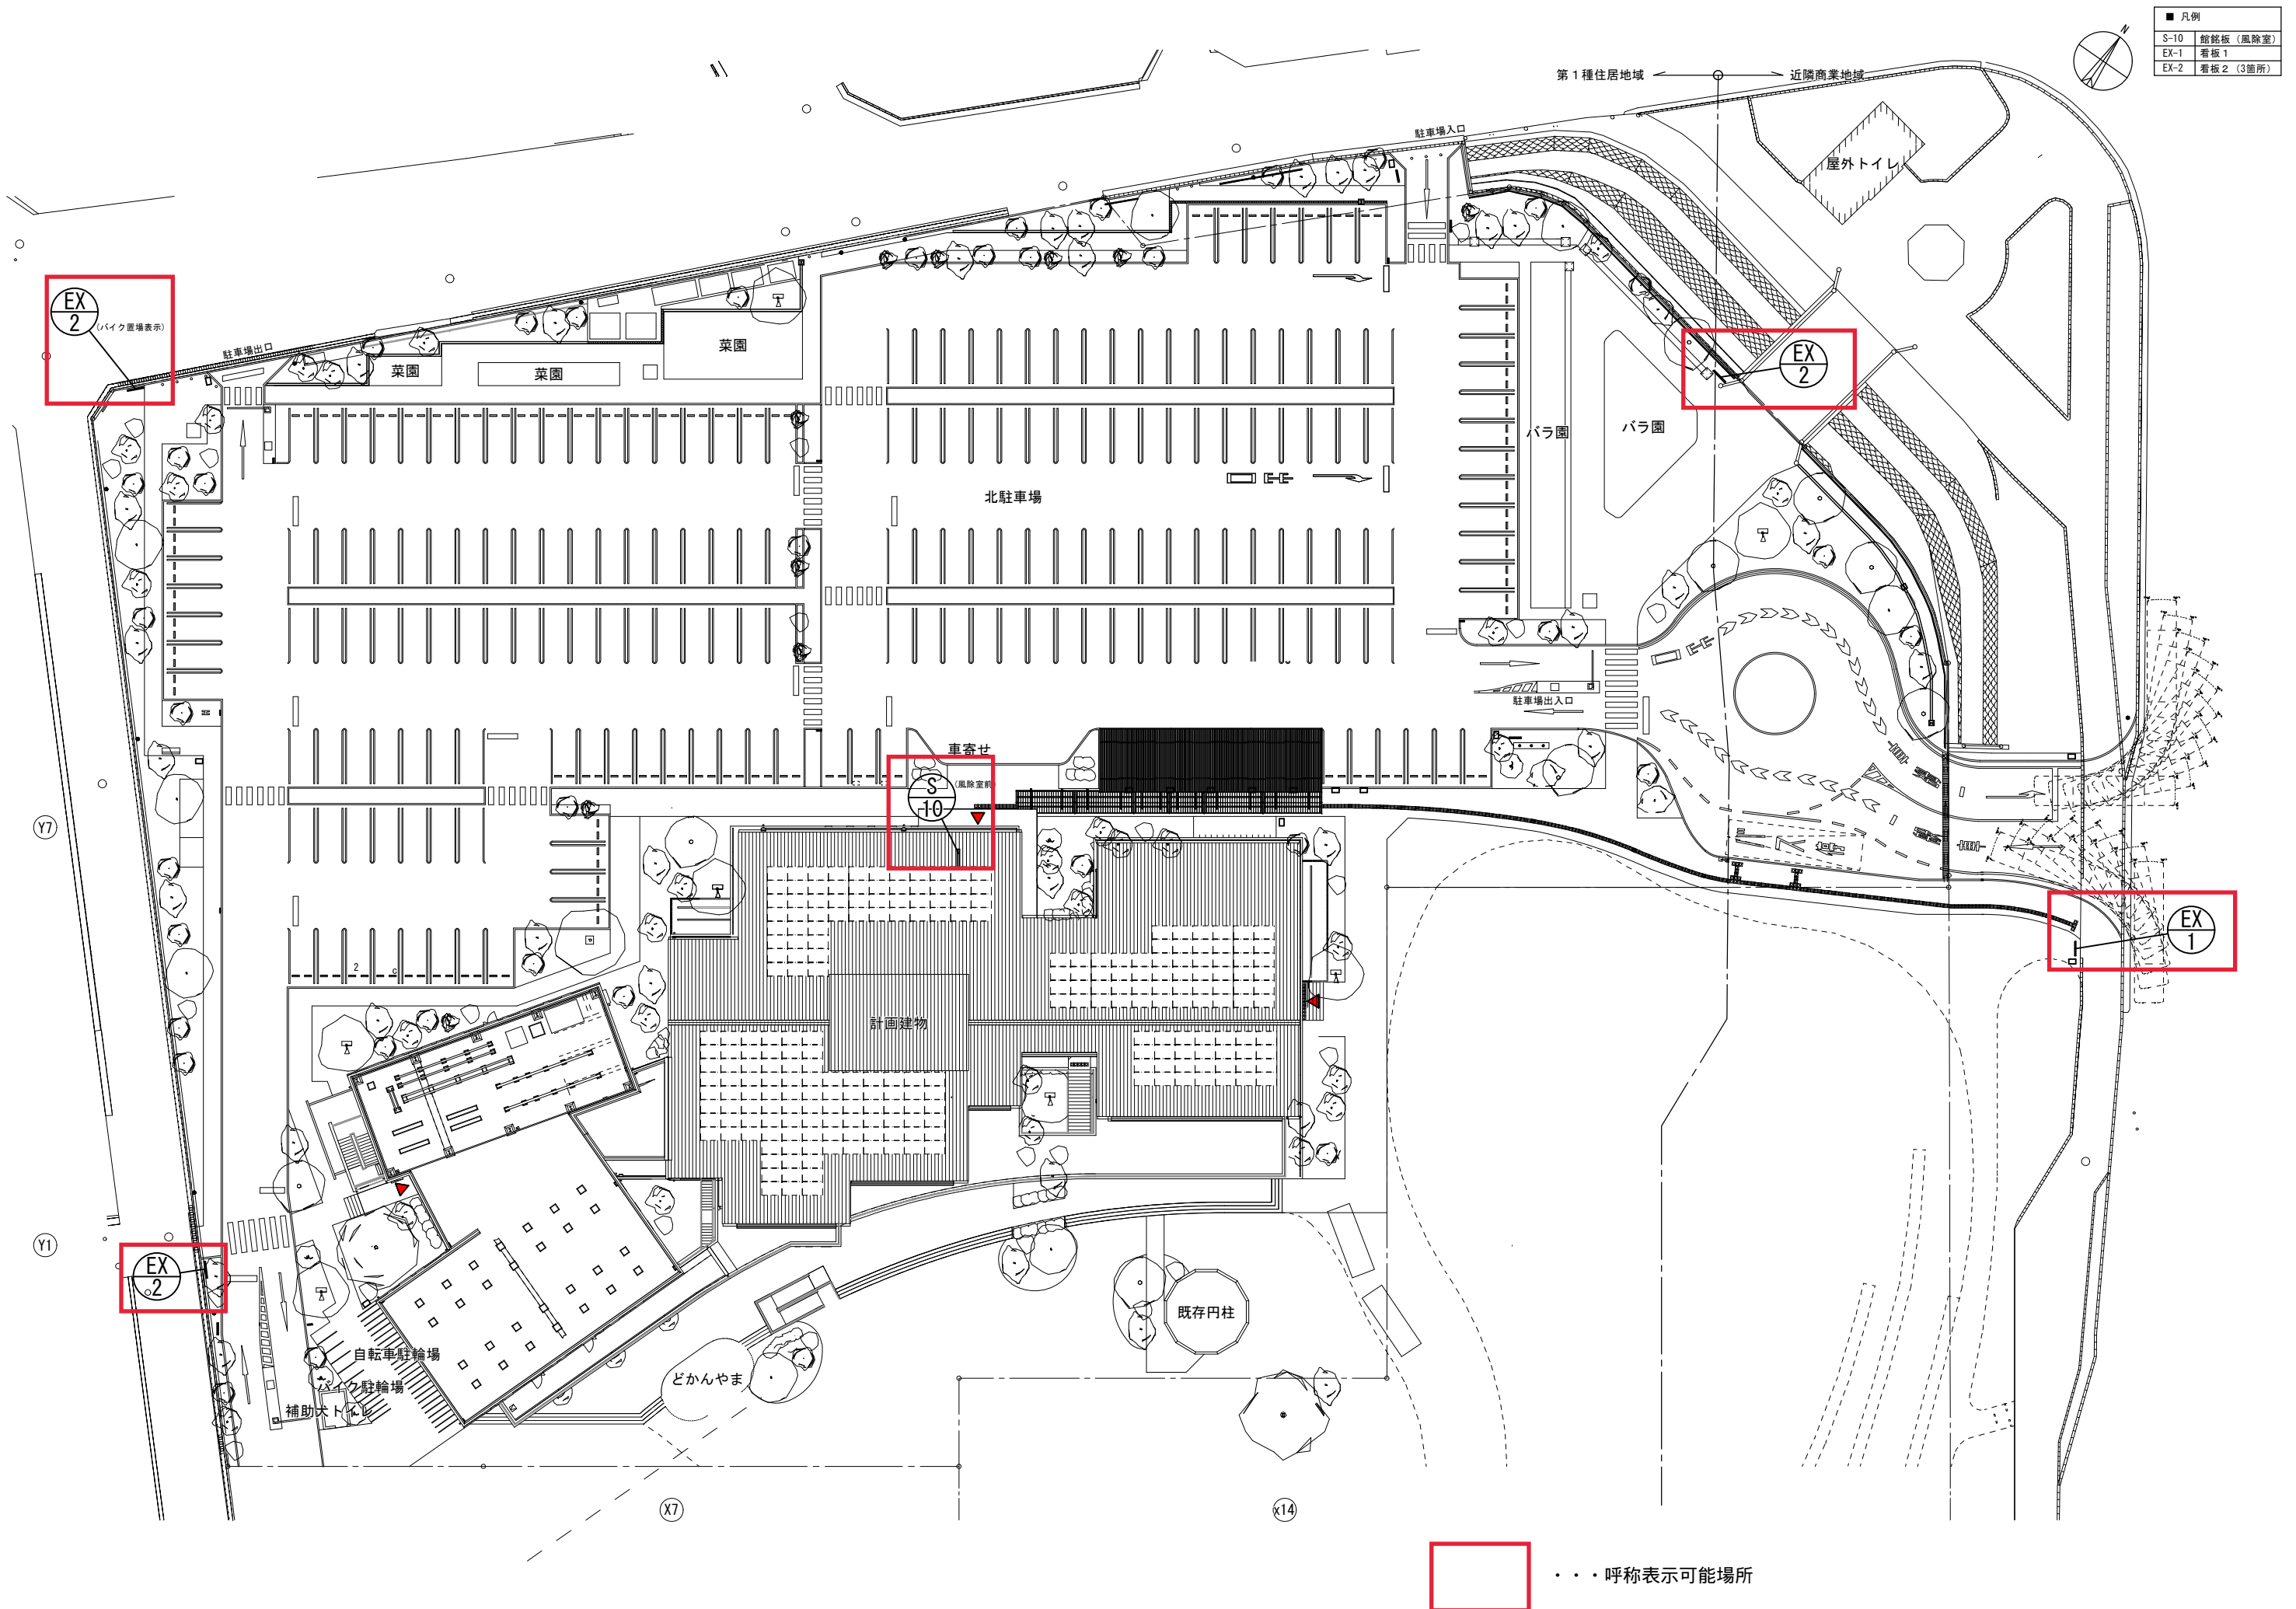 ■ 凡例
S-10 館銘板（風除室）
EX-1 看板１
EX-2 看板２（3箇所）
N
第１種住居地域
近隣商業地域
駐車場入口
屋外トイレ
EX
2
(バイク置場表示)
駐車場出口
菜園
菜園
菜園
EX
2
バラ園
バラ園
北駐車場
駐車場出入口
車寄せ
S
10
(風除室前)
Y7
EX
1
計画建物
Y1
EX
2
既存円柱
自転車駐輪場
どかんやま
バイク駐輪場
補助犬トイレ
X7
x14
・・・呼称表示可能場所